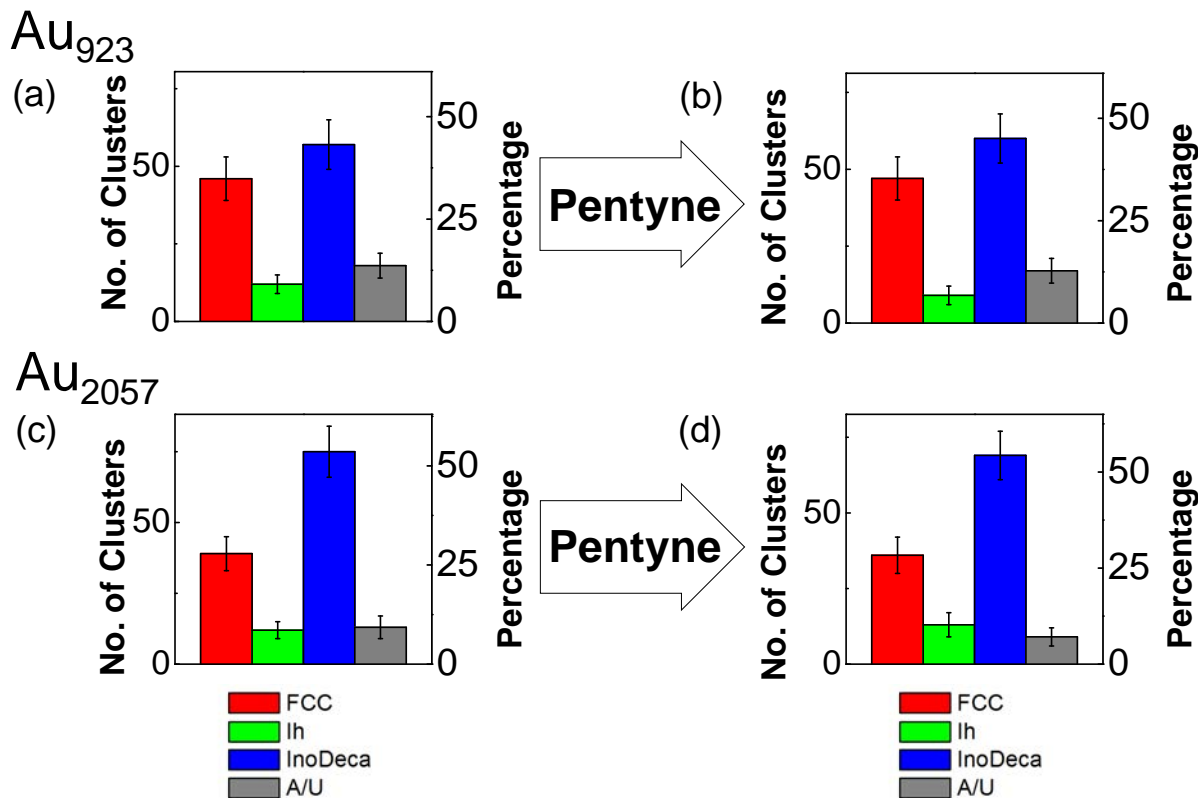 Au923
(a)
No. of Clusters
50
0
50
25
0
Percentage
Pentyne
(b)
No. of Clusters
50
0
50
25
0
Percentage
Au2057
(c)
No. of Clusters
50
0
50
25
0
Percentage
Pentyne
(d)
No. of Clusters
50
0
50
25
0
Percentage
FCC
Ih
InoDeca
A/U
FCC
Ih
InoDeca
A/U